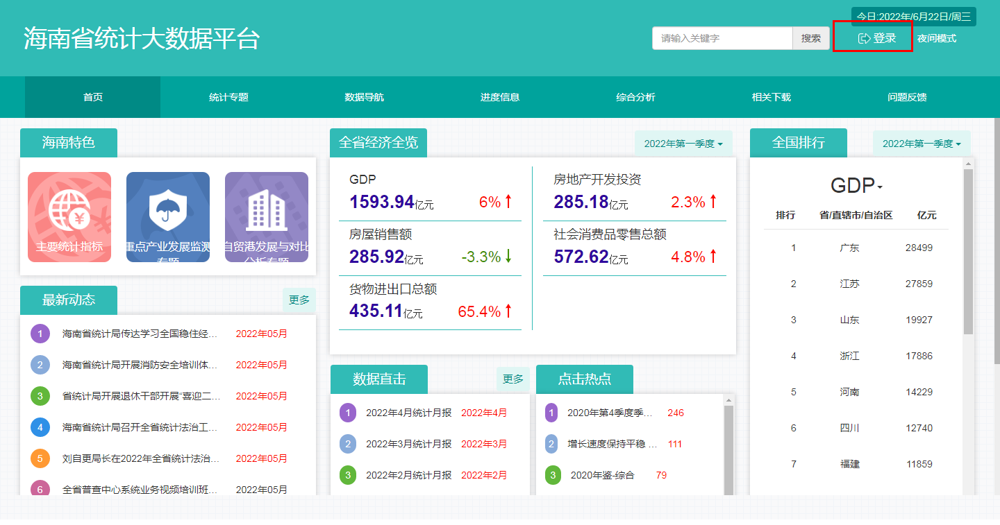 今日:2022年/6月22日/周三
海南省统计大数据平台
请输入关键字 搜索 登录 夜间模式
首页 统计专题 数据导航 进度信息 综合分析 相关下载 问题反馈
海南特色
主要统计指标
重点产业发展监测
专题
自贸港发展与对比
分析专题
最新动态 更多
1 海南省统计局传达学习全国稳住经... 2022年05月
2 海南省统计局开展消防安全培训体... 2022年05月
3 省统计局开展退休干部开展“喜迎二... 2022年05月
4 海南省统计局召开全省统计法治工... 2022年05月
5 刘自更局长在2022年全省统计法治... 2022年05月
6 全省普查中心系统业务视频培训班... 2022年05月
全省经济全览 2022年第一季度
GDP
1593.94亿元 6%
房地产开发投资
285.18亿元 2.3%
房屋销售额
285.92亿元 -3.3%
社会消费品零售总额
572.62亿元 4.8%
货物进出口总额
435.11亿元 65.4%
数据直击 更多
1 2022年4月统计月报 2022年4月
2 2022年3月统计月报 2022年3月
3 2022年2月统计月报 2022年2月
点击热点
1 2020年第4季度季... 246
2 增长速度保持平稳 ... 111
3 2020年鉴-综合 79
全国排行 2022年第一季度
GDP
排行 省/直辖市/自治区 亿元
1 广东 28499
2 江苏 27859
3 山东 19927
4 浙江 17886
5 河南 14229
6 四川 12740
7 福建 11859